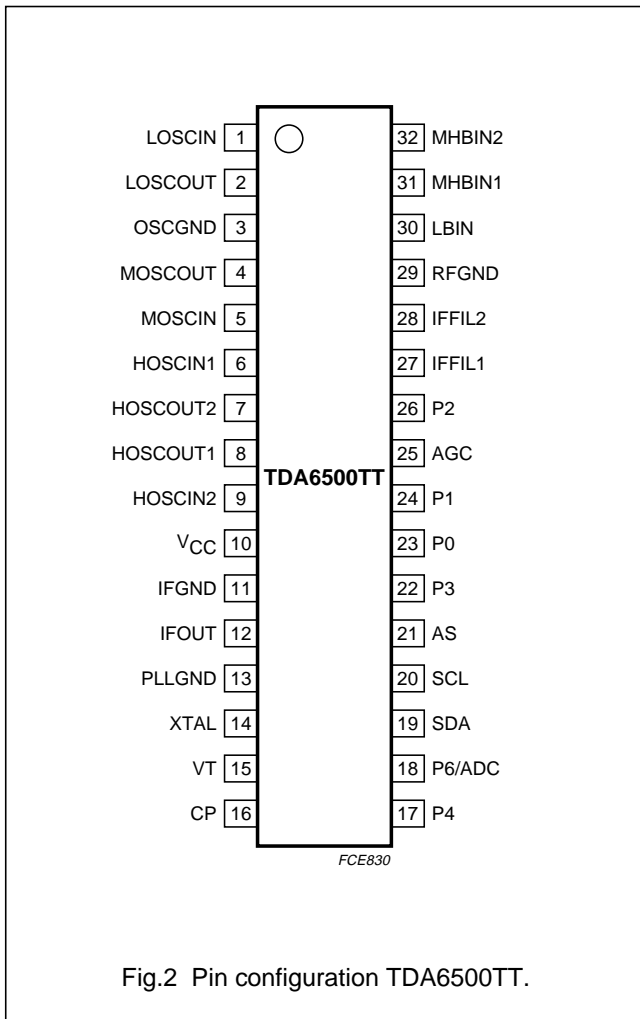 LOSCIN 1 32 MHBIN2
LOSCOUT 2 31 MHBIN1
OSCGND 3 30 LBIN
MOSCOUT 4 29 RFGND
MOSCIN 5 28 IFFIL2
HOSCIN1 6 27 IFFIL1
HOSCOUT2 7 26 P2
HOSCOUT1 8 25 AGC
TDA6500TT
HOSCIN2 9 24 P1
VCC 10 23 P0
IFGND 11 22 P3
IFOUT 12 21 AS
PLLGND 13 20 SCL
XTAL 14 19 SDA
VT 15 18 P6/ADC
CP 16 17 P4
FCE830
Fig.2 Pin configuration TDA6500TT.